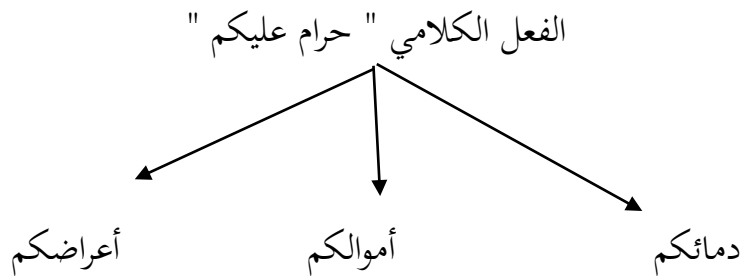 الفعل الكلامي " حرام عليكم "
دمائكم أموالكم أعراضكم